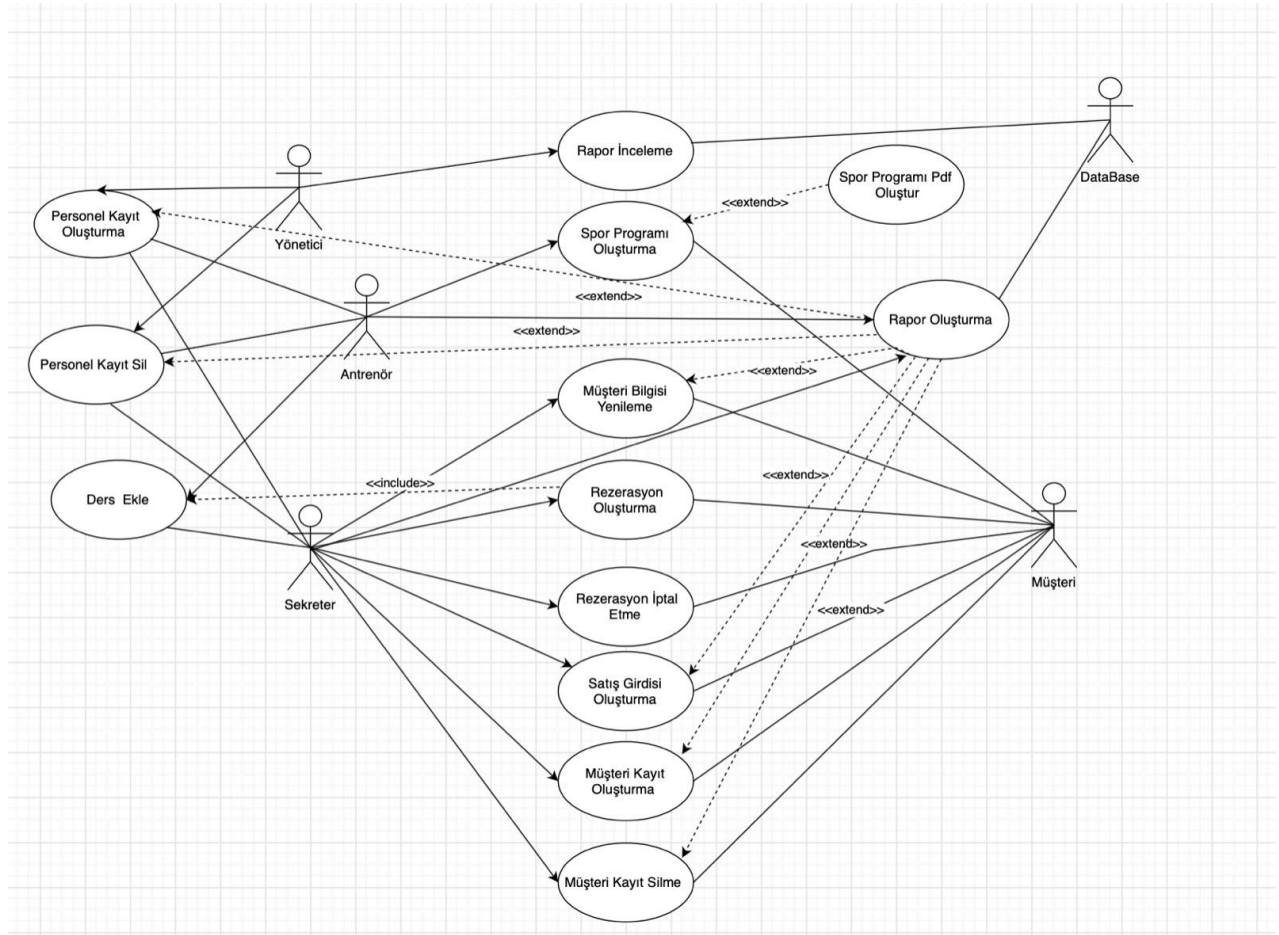 Rapor İnceleme
DataBase
Spor Programı Pdf
Oluştur
<<extend>>
Personel Kayıt
Oluşturma
Yönetici
Spor Programı
Oluşturma
<<extend>>
Rapor Oluşturma
<<extend>>
Personel Kayıt Sil
Antrenör
<<extend>>
Müşteri Bilgisi
Yenileme
<<extend>>
<<include>>
Ders Ekle
Rezerasyon
Oluşturma
<<extend>>
Müşteri
Sekreter
Rezerasyon İptal
Etme
<<extend>>
Satış Girdisi
Oluşturma
Müşteri Kayıt
Oluşturma
Müşteri Kayıt Silme